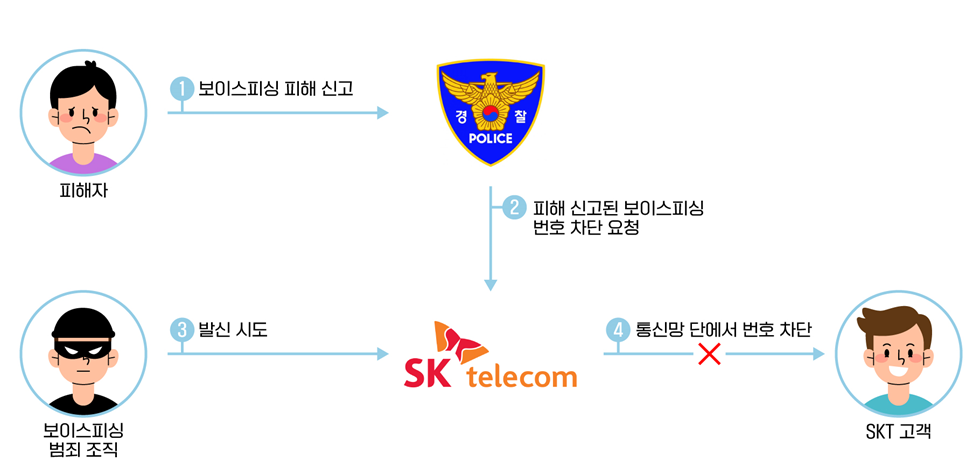 1 보이스피싱 피해 신고
경 찰
POLICE
피해자
2 피해 신고된 보이스피싱
번호 차단 요청
3 발신 시도
SK telecom
4 통신망 단에서 번호 차단
보이스피싱
범죄 조직
SKT 고객